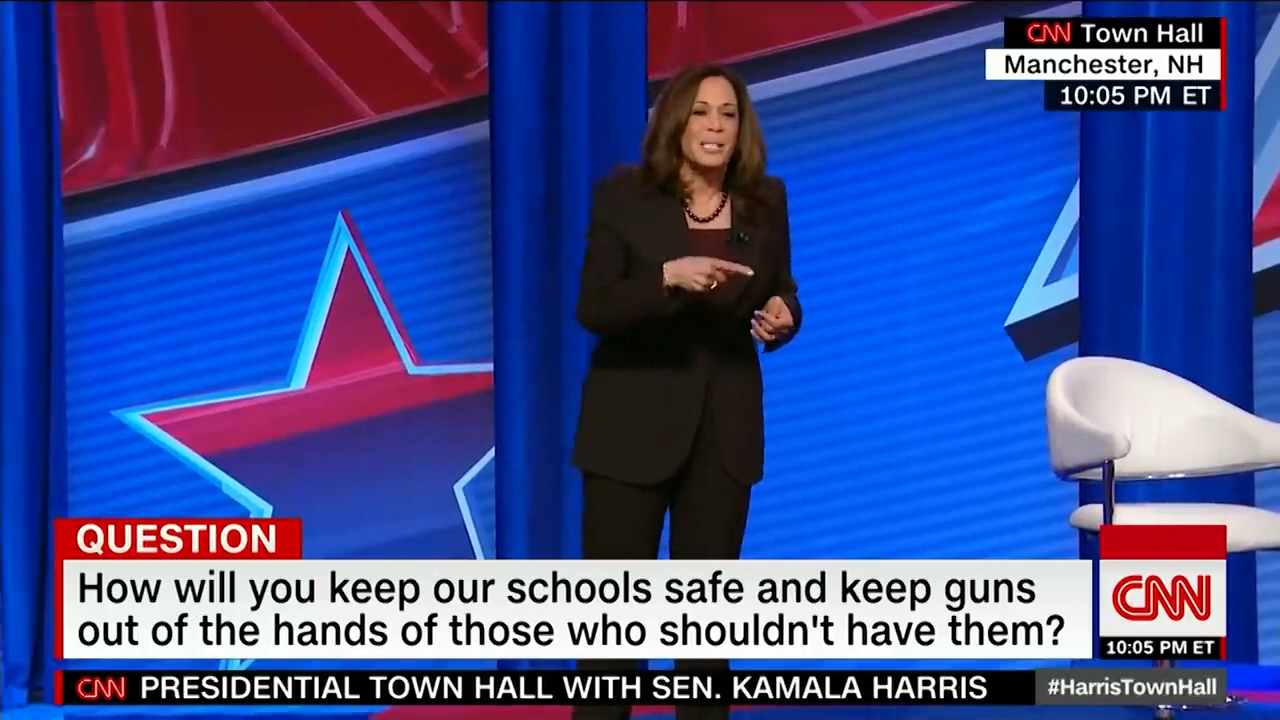 CNN Town Hall
Manchester, NH
10:05 PM ET
QUESTION
How will you keep our schools safe and keep guns
out of the hands of those who shouldn't have them?
CNN
10:05 PM ET
CNN PRESIDENTIAL TOWN HALL WITH SEN. KAMALA HARRIS
#HarrisTownHall